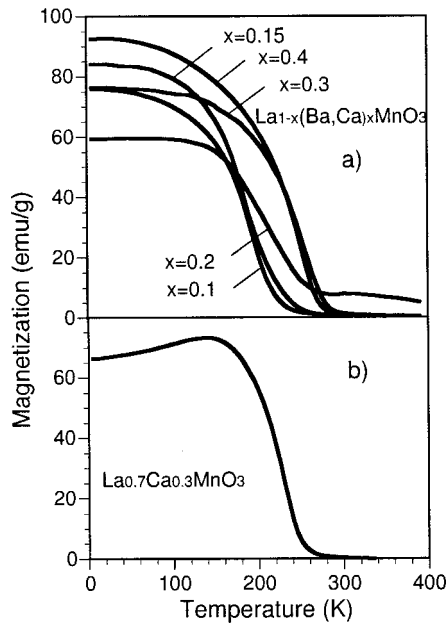 Magnetization (emu/g)
100
80
60
40
20
0
x=0.15
x=0.4
x=0.3
La1-x(Ba,Ca)xMnO3
a)
x=0.2
x=0.1
60
40
20
0
b)
La0.7Ca0.3MnO3
0 100 200 300 400
Temperature (K)